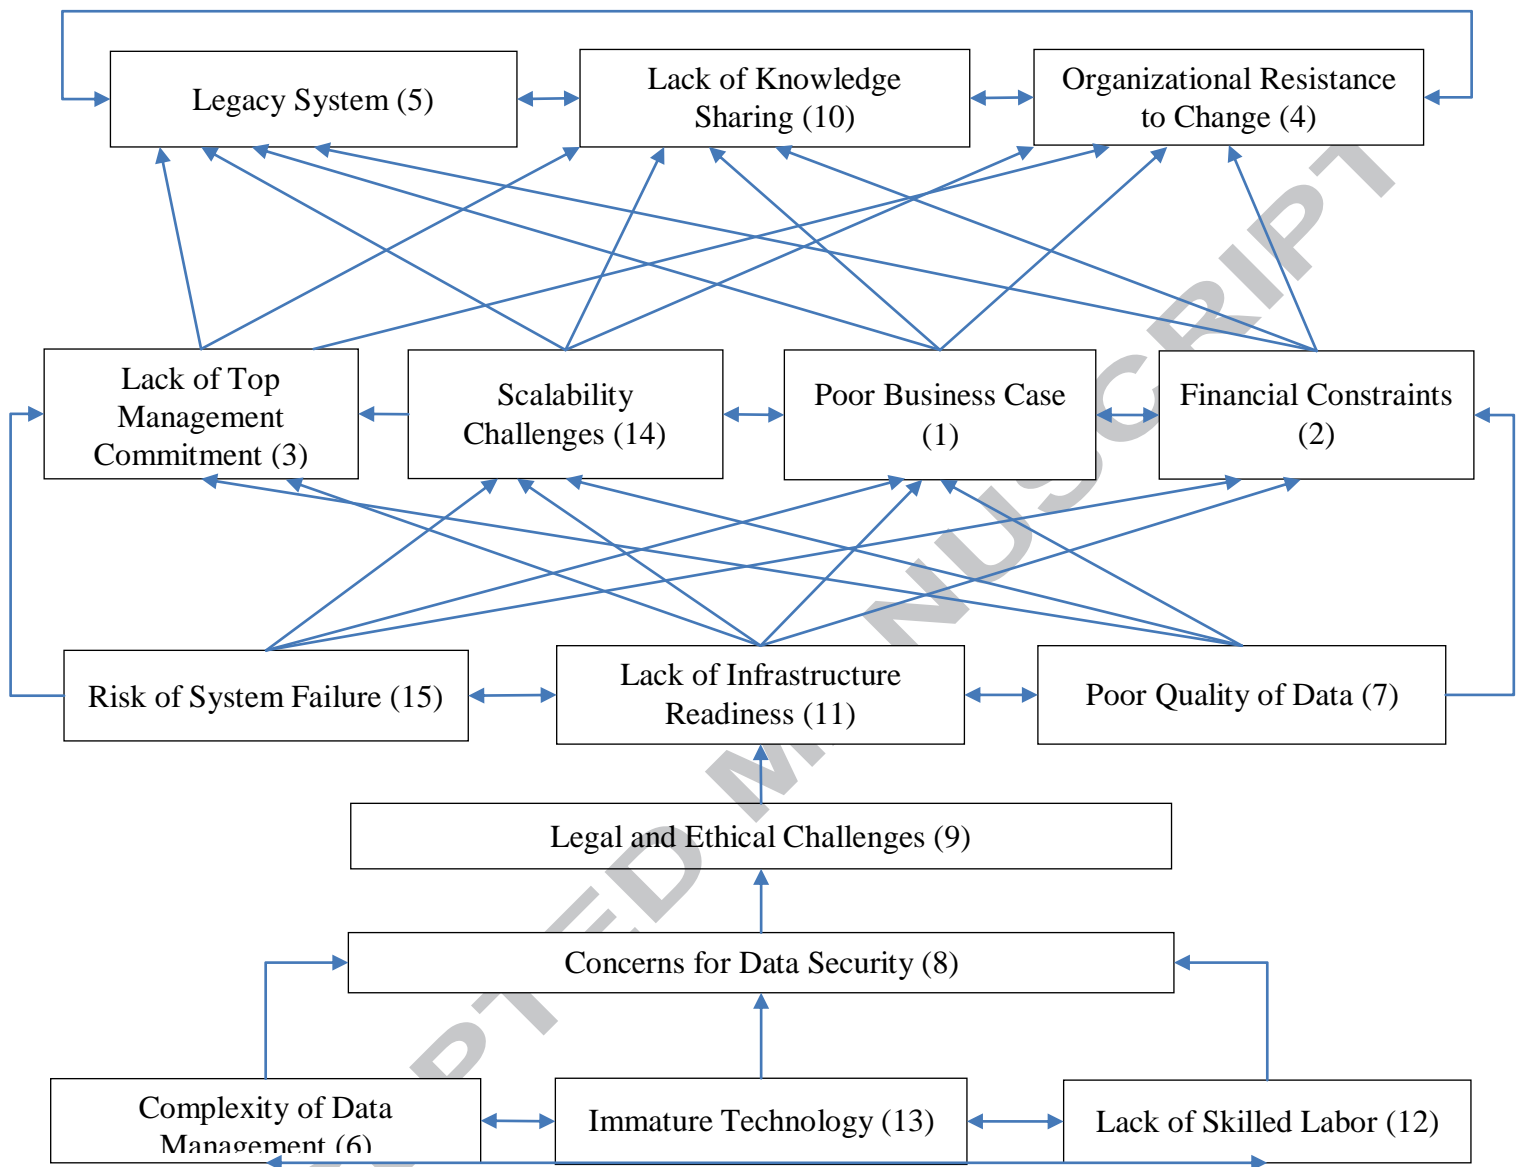 Legacy System (5)
Lack of Knowledge
Sharing (10)
Organizational Resistance
to Change (4)
Lack of Top
Management
Commitment (3)
Scalability
Challenges (14)
Poor Business Case
(1)
Financial Constraints
(2)
Risk of System Failure (15)
Lack of Infrastructure
Readiness (11)
Poor Quality of Data (7)
Legal and Ethical Challenges (9)
Concerns for Data Security (8)
Complexity of Data
Management (6)
Immature Technology (13)
Lack of Skilled Labor (12)
PTED MANUSCRIPT